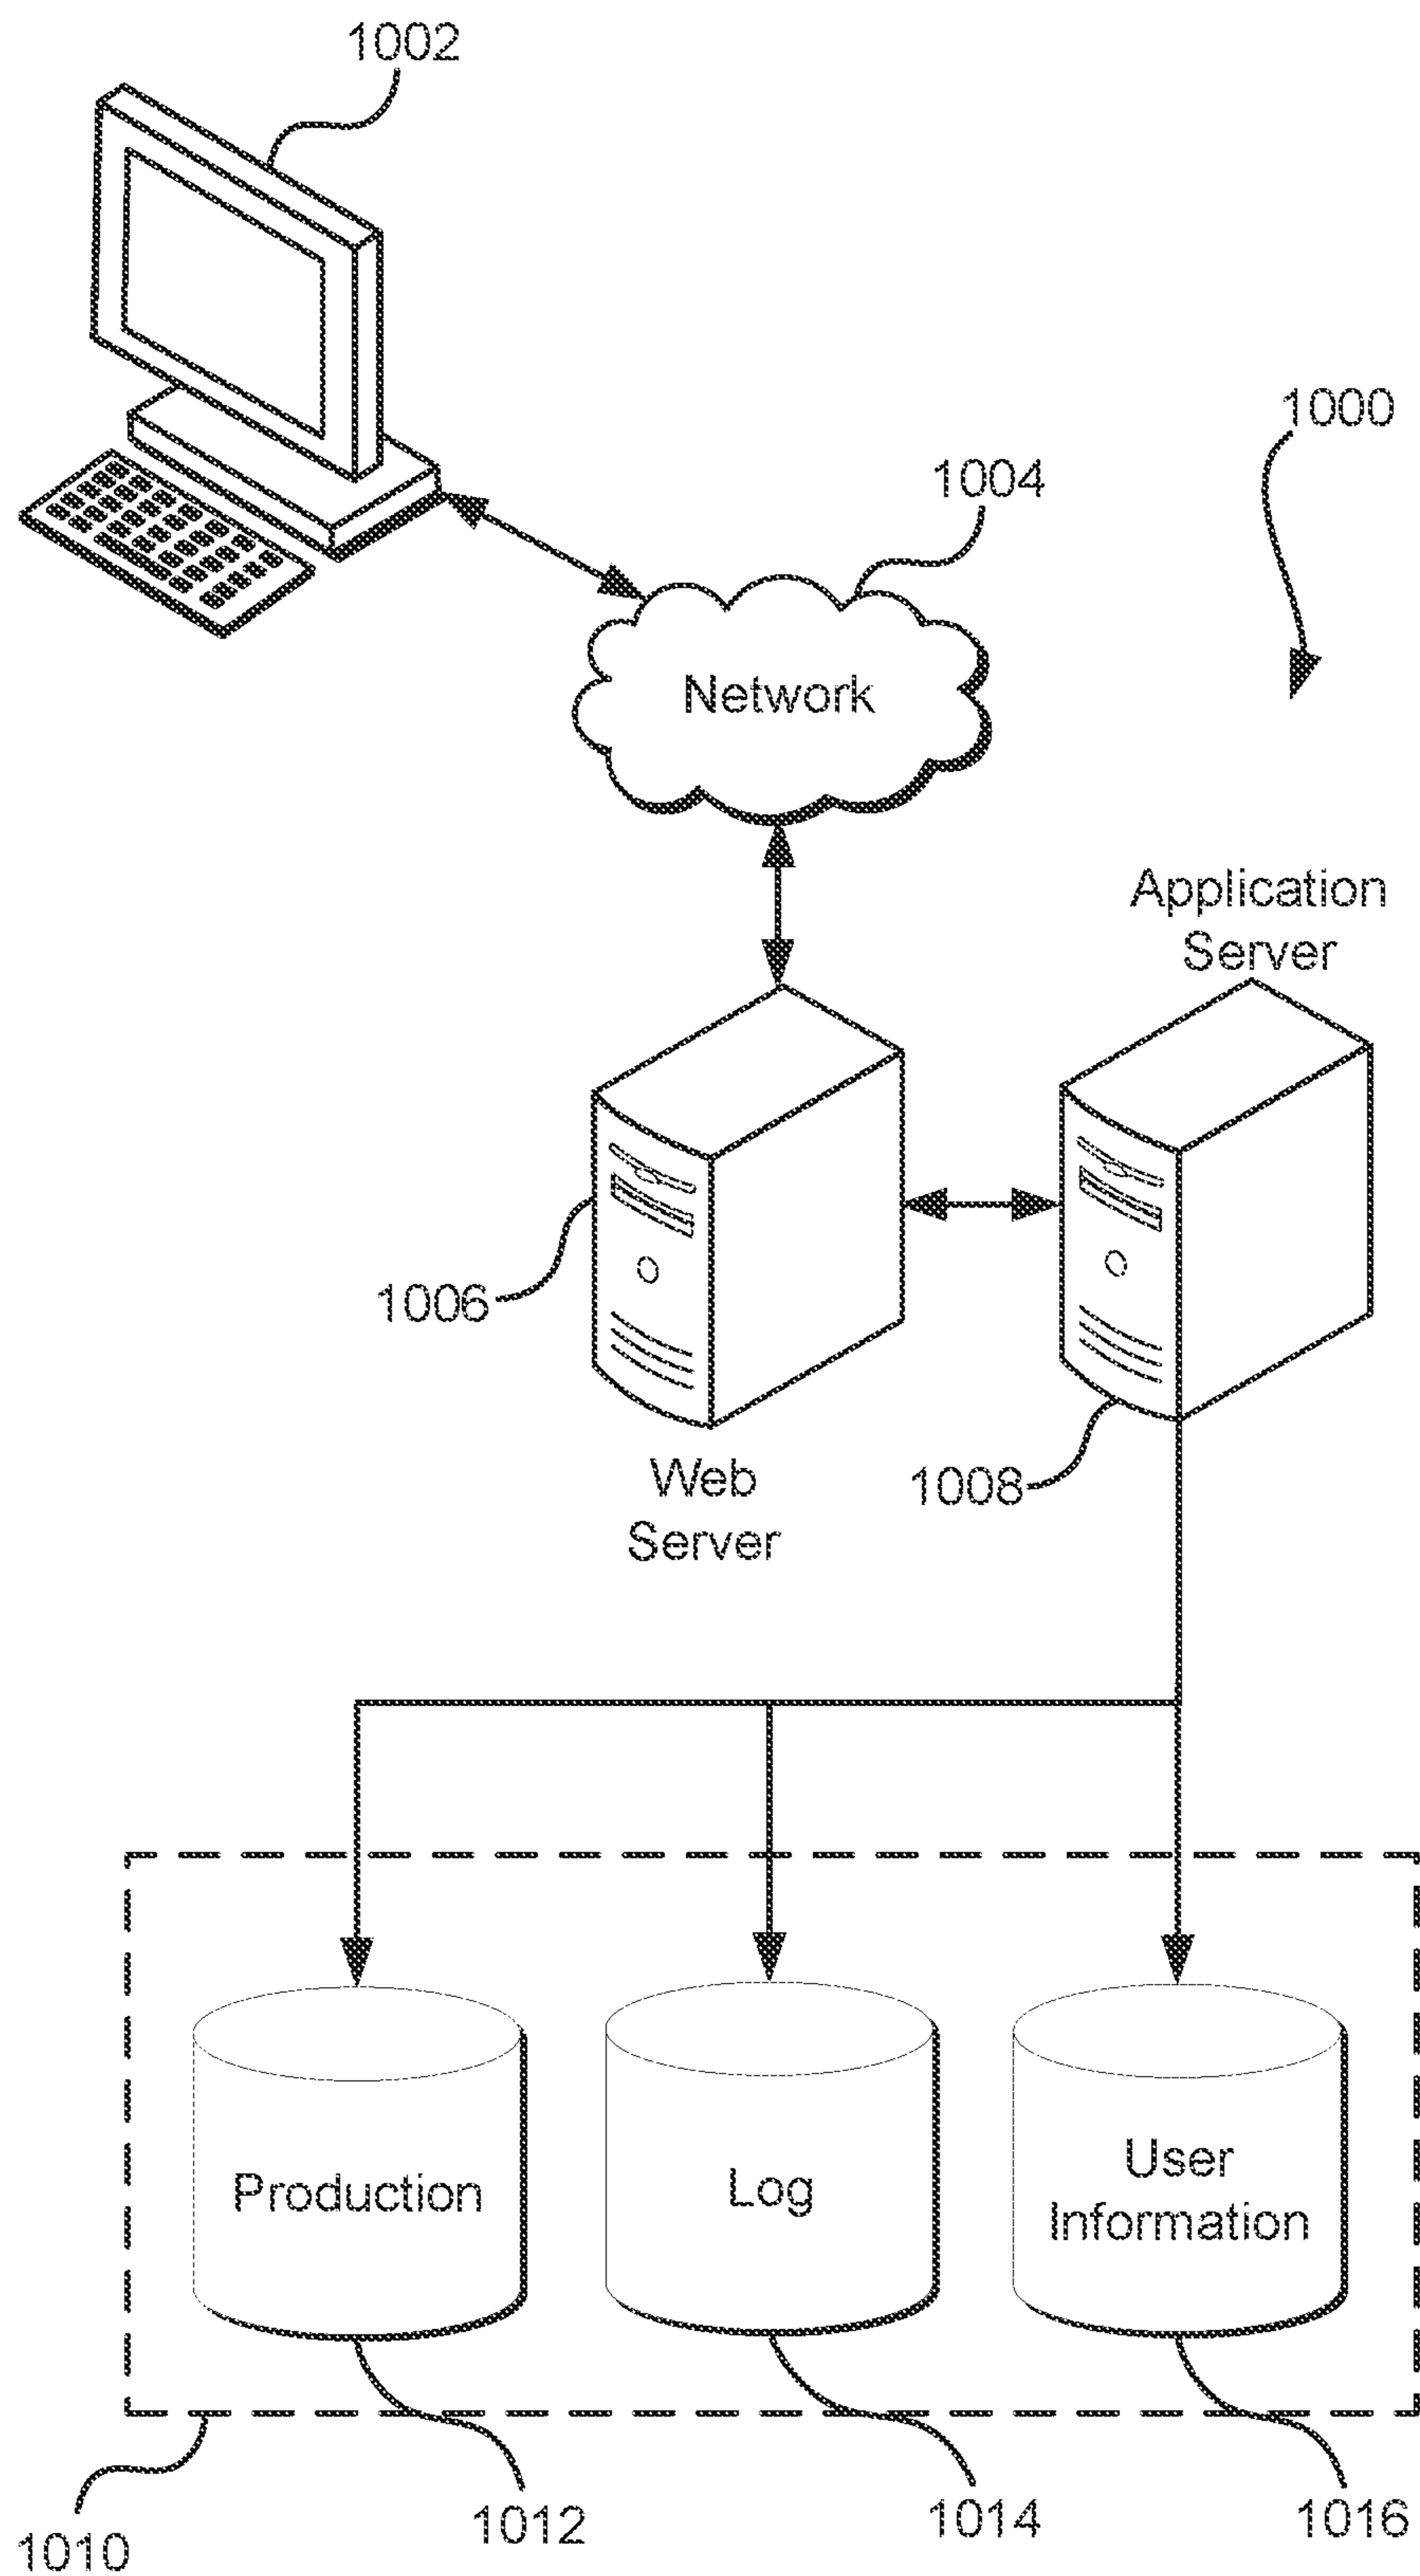 1002
1000
1004
Network
Application
Server
1006
Web
Server
1008
Production
Log
User
Information
1010
1012
1014
1016